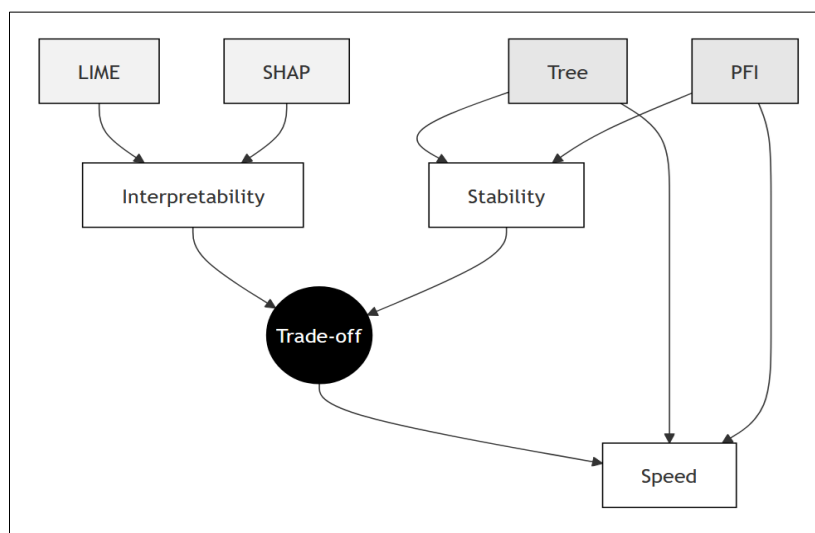 LIME
SHAP
Tree
PFI
Interpretability
Stability
Trade-off
Speed